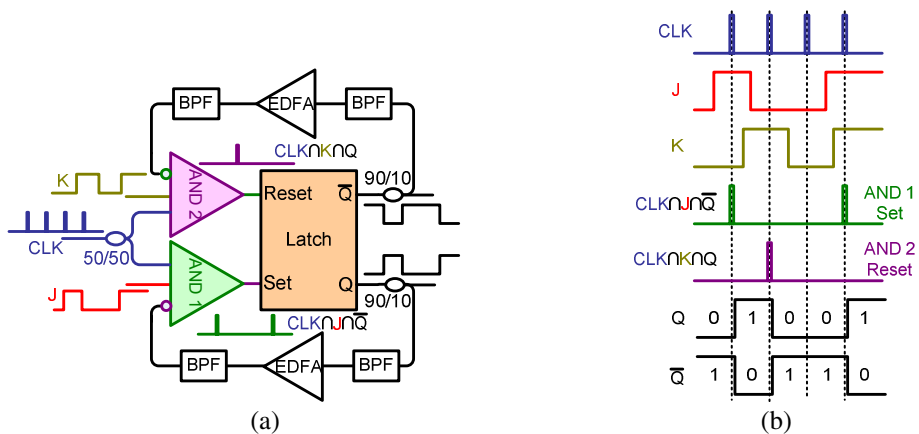 BPF
EDFA
BPF
CLK∩K∩Q
K
AND 2
Reset
Q̅
90/10
CLK
50/50
Latch
J
AND 1
Set
Q
90/10
CLK∩J∩Q̅
BPF
EDFA
BPF
(a)
CLK
J
K
CLK∩J∩Q̅
AND 1
Set
CLK∩K∩Q
AND 2
Reset
Q 0 1 0 0 1
Q̅ 1 0 1 1 0
(b)